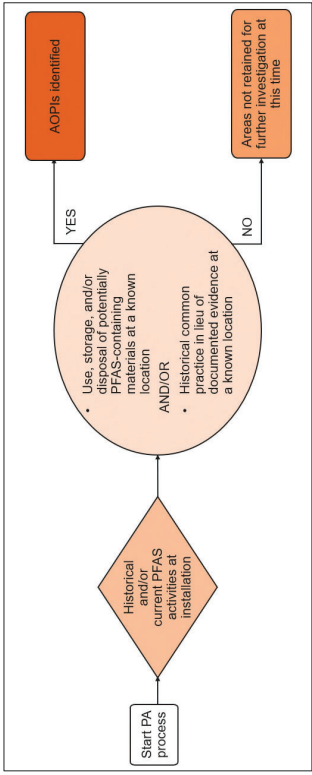 Start PA
process
Historical
and/or
current PFAS
activities at
installation
• Use, storage, and/or
disposal of potentially
PFAS-containing
materials at a known
location
AND/OR
• Historical common
practice in lieu of
documented evidence at
a known location
YES
AOPIs identified
NO
Areas not retained for
further investigation at
this time